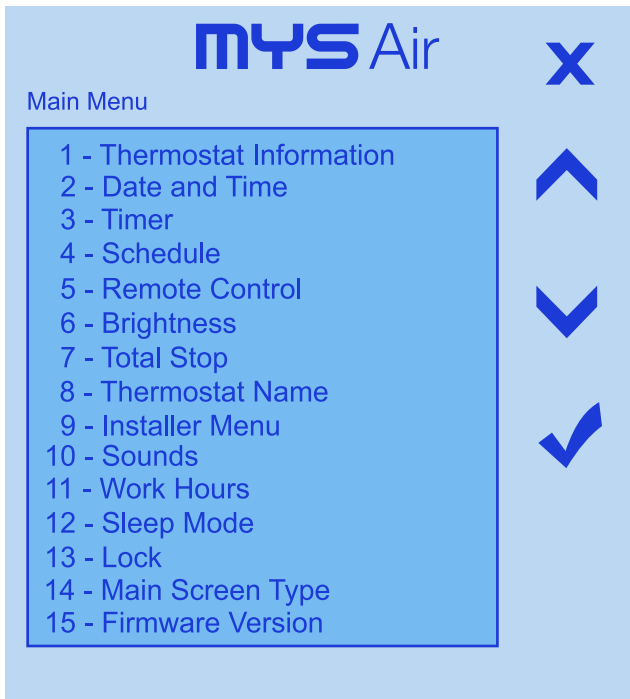 mys Air
Main Menu
1 - Thermostat Information
2 - Date and Time
3 - Timer
4 - Schedule
5 - Remote Control
6 - Brightness
7 - Total Stop
8 - Thermostat Name
9 - Installer Menu
10 - Sounds
11 - Work Hours
12 - Sleep Mode
13 - Lock
14 - Main Screen Type
15 - Firmware Version